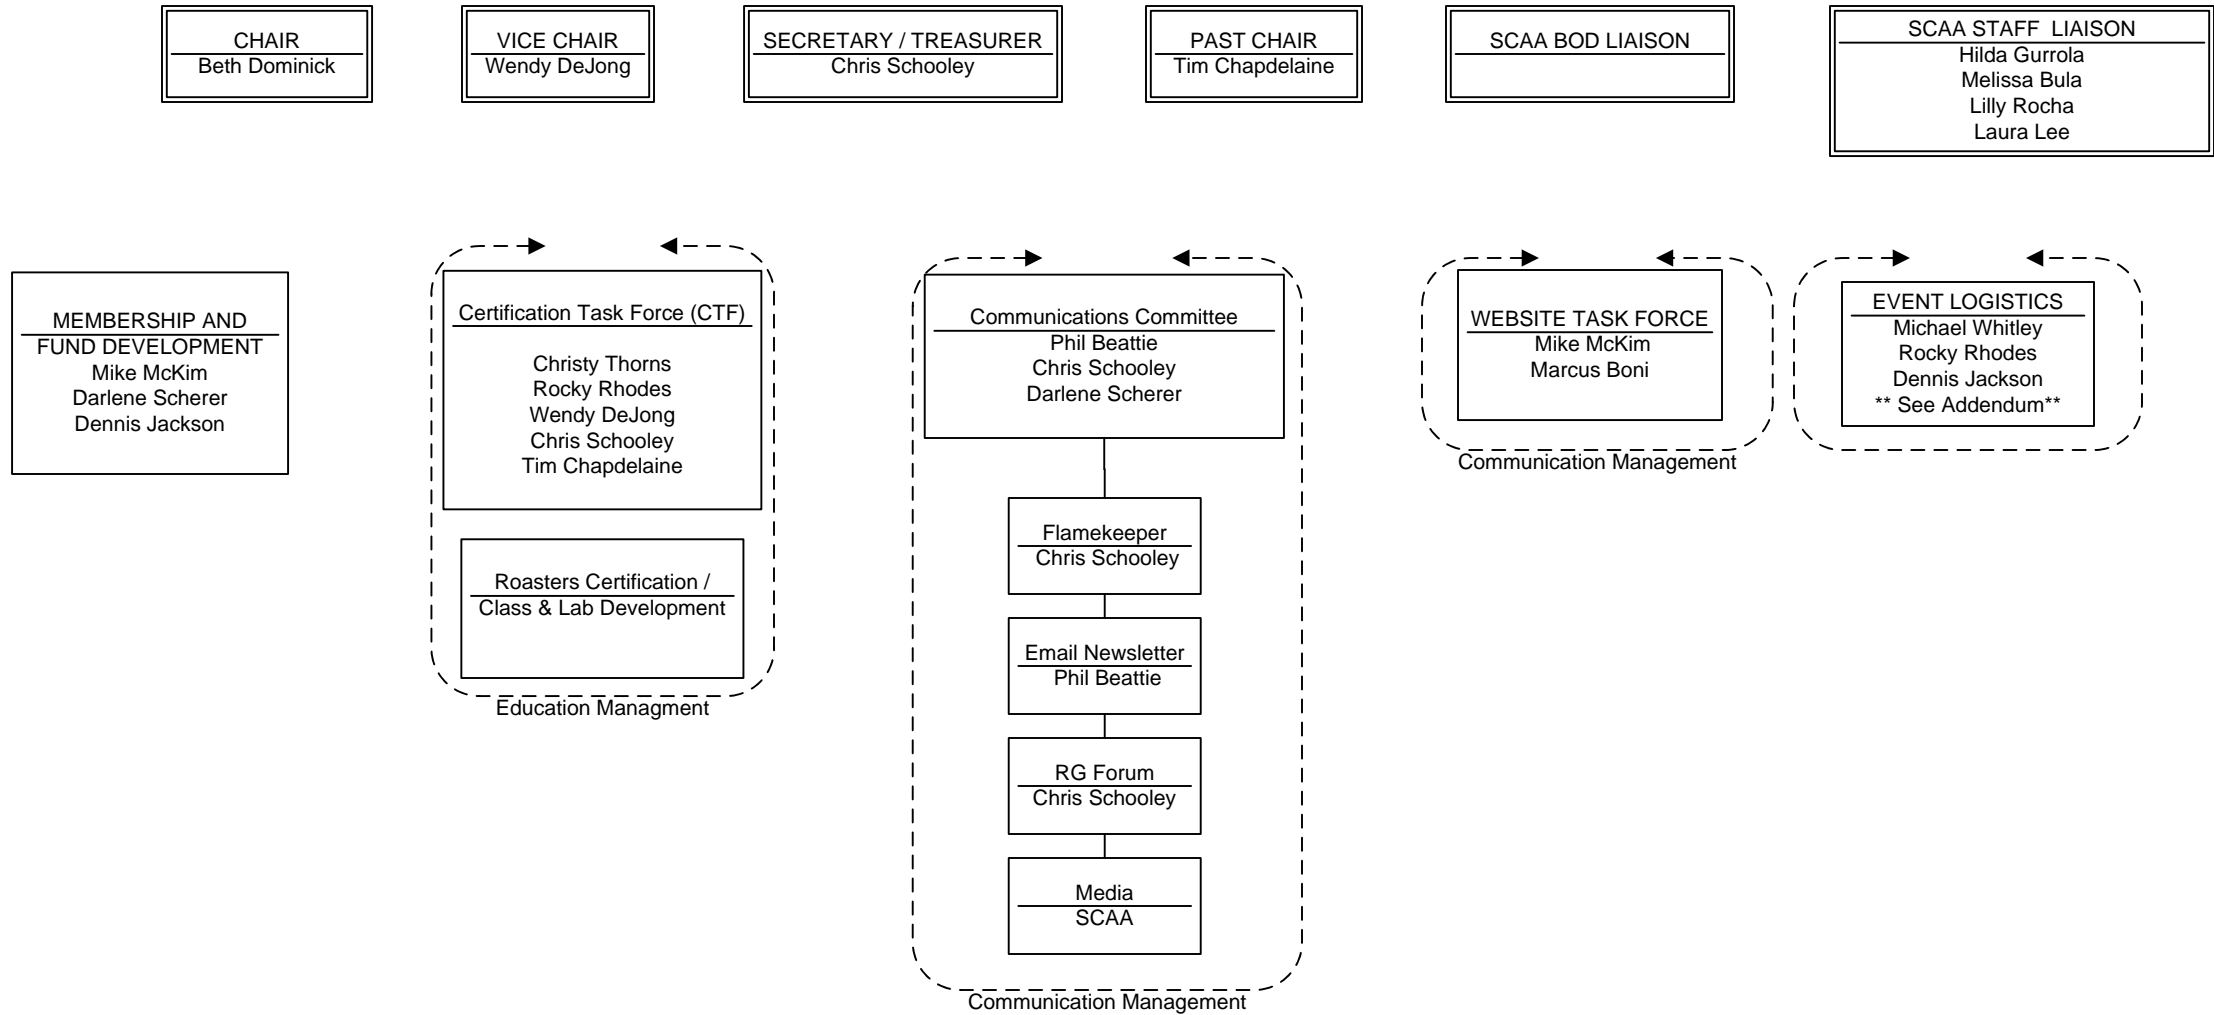 CHAIR
Beth Dominick
VICE CHAIR
Wendy DeJong
SECRETARY / TREASURER
Chris Schooley
PAST CHAIR
Tim Chapdelaine
SCAA BOD LIAISON
SCAA STAFF  LIAISON
Hilda Gurrola
Melissa Bula
Lilly Rocha
Laura Lee
MEMBERSHIP AND
FUND DEVELOPMENT
Mike McKim
Darlene Scherer
Dennis Jackson
Certification Task Force (CTF)
Christy Thorns
Rocky Rhodes
Wendy DeJong
Chris Schooley
Tim Chapdelaine
Roasters Certification /
Class & Lab Development
Education Managment
Communications Committee
Phil Beattie
Chris Schooley
Darlene Scherer
Flamekeeper
Chris Schooley
Email Newsletter
Phil Beattie
RG Forum
Chris Schooley
Media
SCAA
Communication Management
WEBSITE TASK FORCE
Mike McKim
Marcus Boni
Communication Management
EVENT LOGISTICS
Michael Whitley
Rocky Rhodes
Dennis Jackson
** See Addendum**